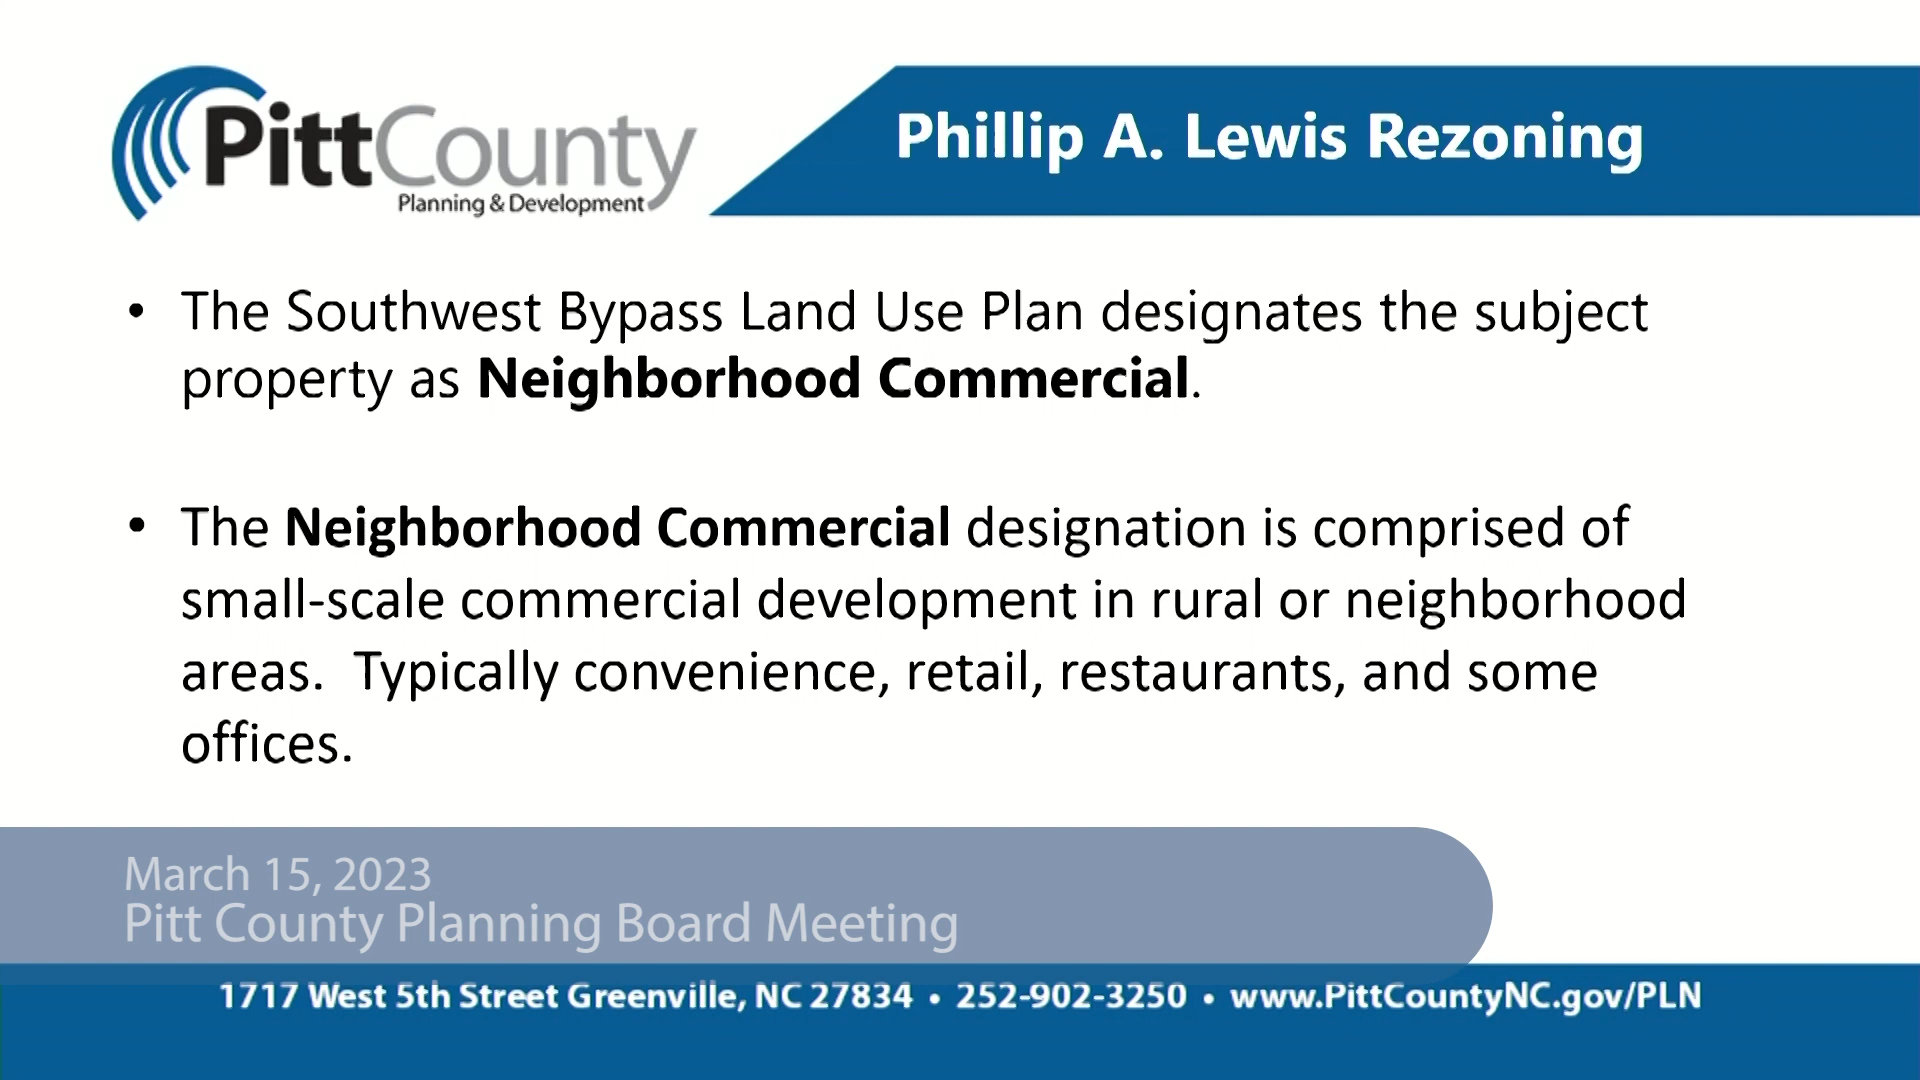 PittCounty
Planning & Development
Phillip A. Lewis Rezoning
• The Southwest Bypass Land Use Plan designates the subject
property as Neighborhood Commercial.
• The Neighborhood Commercial designation is comprised of
small-scale commercial development in rural or neighborhood
areas.  Typically convenience, retail, restaurants, and some
offices.
March 15, 2023
Pitt County Planning Board Meeting
1717 West 5th Street Greenville, NC 27834 • 252-902-3250 • www.PittCountyNC.gov/PLN